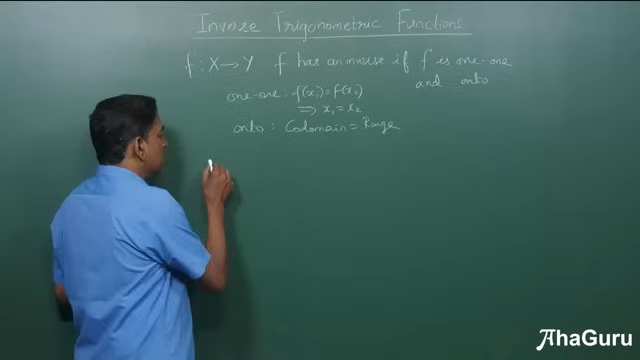 Inverse Trigonometric Functions
f : X → Y f has an inverse if f is one-one
and onto
one-one : f(x₁) = f(x₂)
⇒ x₁ = x₂
onto : Codomain = Range
AhaGuru